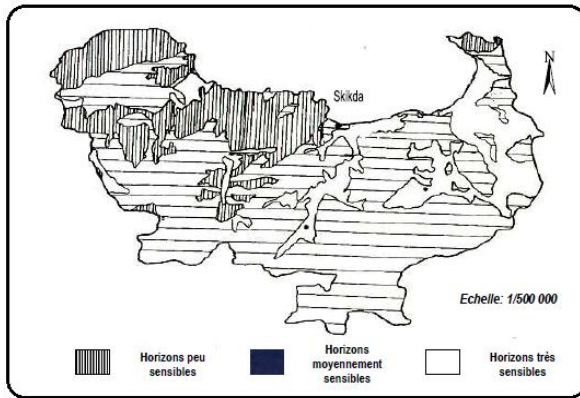 N
Skikda
Echelle: 1/500 000
Horizons peu
sensibles
Horizons
moyennement
sensibles
Horizons très
sensibles